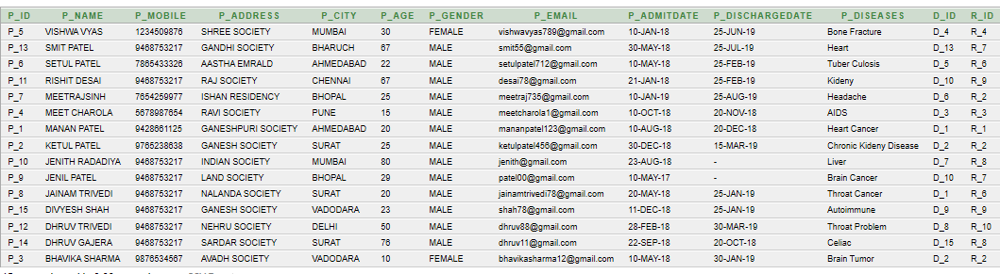 P_ID P_NAME P_MOBILE P_ADDRESS P_CITY P_AGE P_GENDER P_EMAIL P_ADMITDATE P_DISCHARGEDATE P_DISEASES D_ID R_ID
P_5 VISHWA VYAS 1234509876 SHREE SOCIETY MUMBAI 30 FEMALE vishwavyas789@gmail.com 10-JAN-18 25-JUN-19 Bone Fracture D_4 R_4
P_13 SMIT PATEL 9468753217 GANDHI SOCIETY BHARUCH 67 MALE smit55@gmail.com 30-MAY-18 25-JUL-19 Heart D_13 R_7
P_6 SETUL PATEL 7865433326 AASTHA EMRALD AHMEDABAD 22 MALE setulpatel712@gmail.com 10-MAY-18 25-FEB-19 Tuber Culosis D_5 R_6
P_11 RISHIT DESAI 9468753217 RAJ SOCIETY CHENNAI 67 MALE desai78@gmail.com 21-JAN-18 25-FEB-19 Kideny D_10 R_9
P_7 MEETRAJSINH 7654259977 ISHAN RESIDENCY BHOPAL 25 MALE meetraj735@gmail.com 10-JAN-19 25-AUG-19 Headache D_6 R_2
P_4 MEET CHAROLA 5678987654 RAVI SOCIETY PUNE 15 MALE meetcharola1@gmail.com 10-OCT-18 20-NOV-18 AIDS D_3 R_3
P_1 MANAN PATEL 9428661125 GANESHPURI SOCIETY AHMEDABAD 20 MALE mananpatel123@gmail.com 10-AUG-18 20-DEC-18 Heart Cancer D_1 R_1
P_2 KETUL PATEL 9765238638 GANESH SOCIETY SURAT 25 MALE ketulpatel456@gmail.com 30-DEC-18 15-MAR-19 Chronic Kideny Disease D_2 R_2
P_10 JENITH RADADIYA 9468753217 INDIAN SOCIETY MUMBAI 80 MALE jenith@gmail.com 23-AUG-18 - Liver D_7 R_8
P_9 JENIL PATEL 9468753217 LAND SOCIETY BHOPAL 29 MALE patel00@gmail.com 10-MAY-17 - Brain Cancer D_10 R_7
P_8 JAINAM TRIVEDI 9468753217 NALANDA SOCIETY SURAT 20 MALE jainamtrivedi78@gmail.com 20-MAY-18 25-JAN-19 Throat Cancer D_1 R_6
P_15 DIVYESH SHAH 9468753217 GANESH SOCIETY VADODARA 23 MALE shah78@gmail.com 11-DEC-18 25-JAN-19 Autoimmune D_9 R_9
P_12 DHRUV TRIVEDI 9468753217 NEHRU SOCIETY DELHI 50 MALE dhruv88@gmail.com 28-FEB-18 30-MAR-19 Throat Problem D_8 R_10
P_14 DHRUV GAJERA 9468753217 SARDAR SOCIETY SURAT 76 MALE dhruv11@gmail.com 22-SEP-18 20-OCT-18 Celiac D_15 R_8
P_3 BHAVIKA SHARMA 9876534567 AVADH SOCIETY VADODARA 10 FEMALE bhavikasharma12@gmail.com 10-MAY-18 30-JAN-19 Brain Tumor D_2 R_2